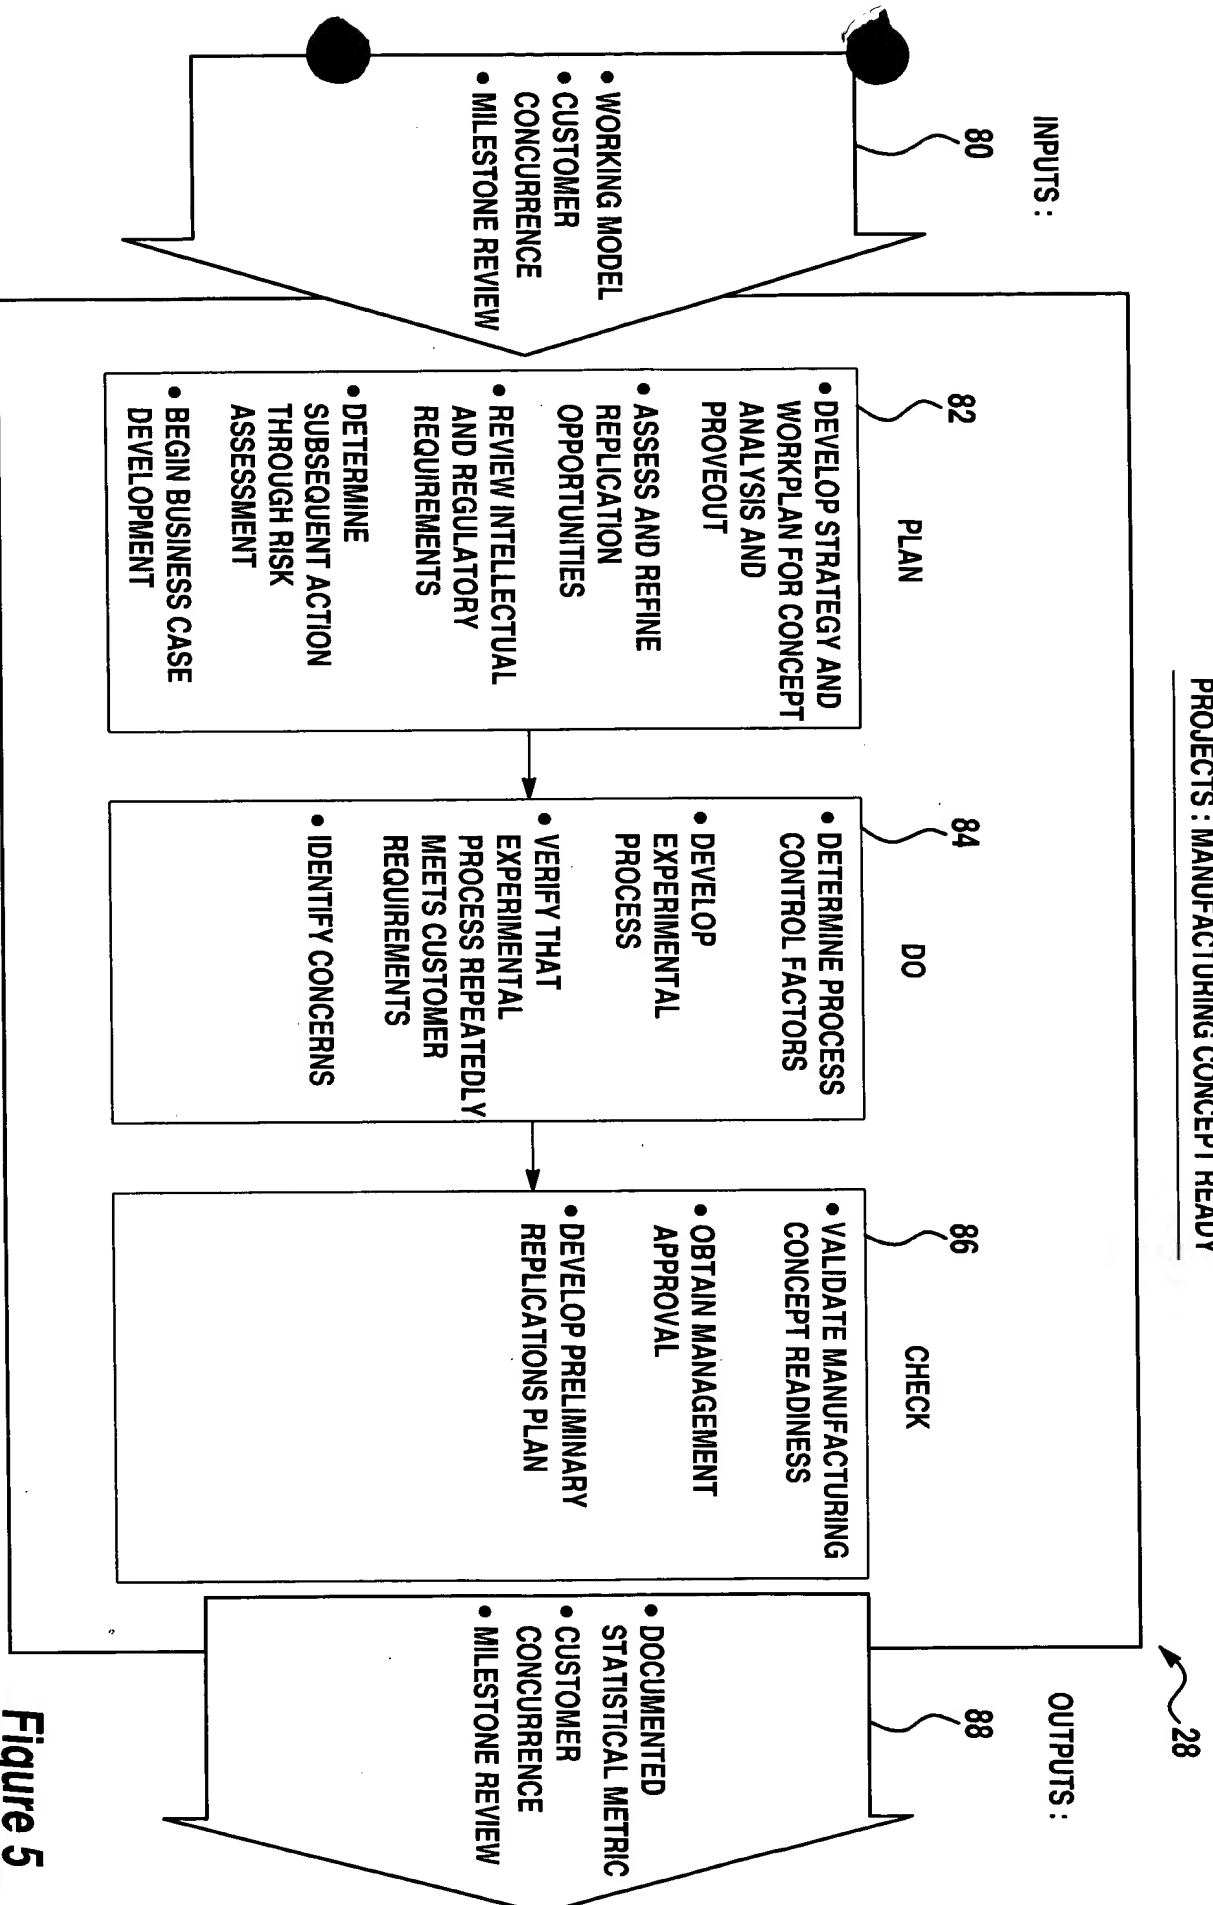 PROJECTS : MANUFACTURING CONCEPT READY
28
INPUTS :
80
• WORKING MODEL
• CUSTOMER
CONCURRENCE
• MILESTONE REVIEW
82
PLAN
• DEVELOP STRATEGY AND
WORKPLAN FOR CONCEPT
ANALYSIS AND
PROVEOUT
• ASSESS AND REFINE
REPLICATION
OPPORTUNITIES
• REVIEW INTELLECTUAL
AND REGULATORY
REQUIREMENTS
• DETERMINE
SUBSEQUENT ACTION
THROUGH RISK
ASSESSMENT
• BEGIN BUSINESS CASE
DEVELOPMENT
84
DO
• DETERMINE PROCESS
CONTROL FACTORS
• DEVELOP
EXPERIMENTAL
PROCESS
• VERIFY THAT
EXPERIMENTAL
PROCESS REPEATEDLY
MEETS CUSTOMER
REQUIREMENTS
• IDENTIFY CONCERNS
86
CHECK
• VALIDATE MANUFACTURING
CONCEPT READINESS
• OBTAIN MANAGEMENT
APPROVAL
• DEVELOP PRELIMINARY
REPLICATIONS PLAN
OUTPUTS :
88
• DOCUMENTED
STATISTICAL METRIC
• CUSTOMER
CONCURRENCE
• MILESTONE REVIEW
Figure 5